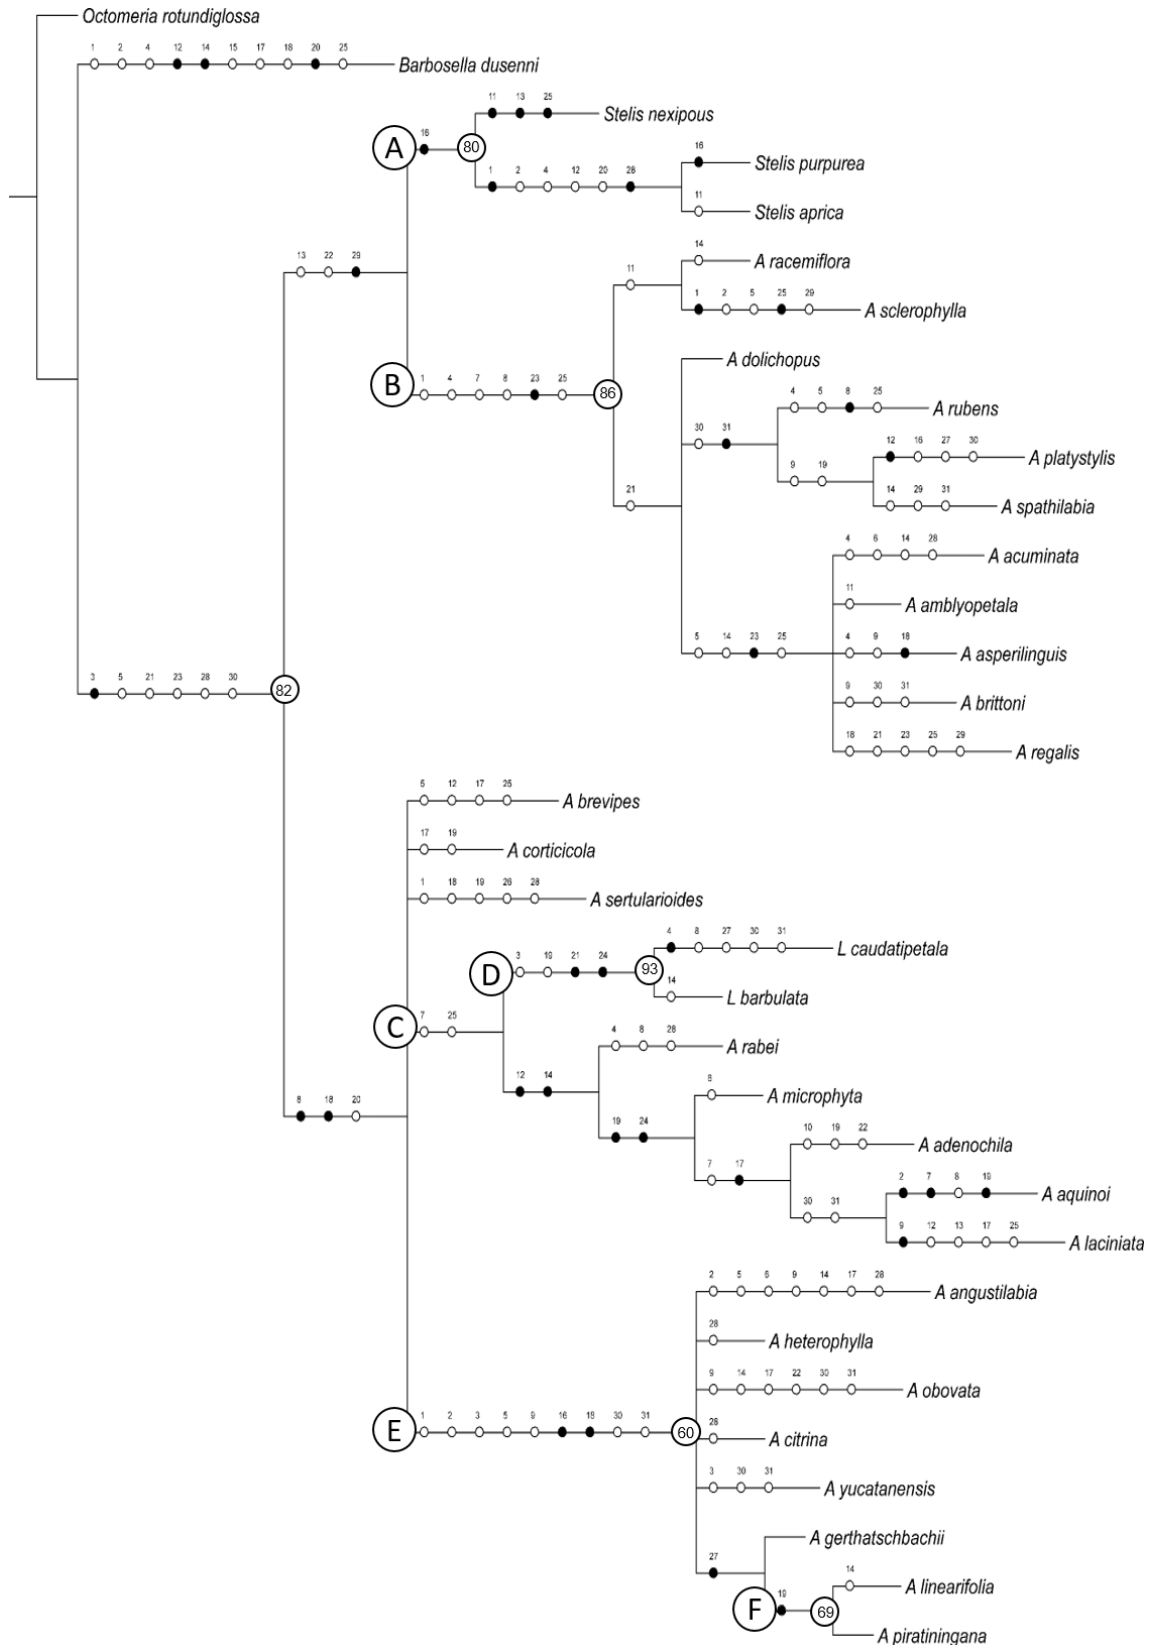 Octomeria rotundiglossa
1 2 4 12 14 15 17 18 20 25
Barbosella dusenni
11 13 25
Stelis nexipous
A
16
80
16
Stelis purpurea
1 2 4 12 20 28
11
Stelis aprica
13 22 29
14
A racemiflora
11
1 2 5 25 29
A sclerophylla
A dolichopus
B
1 4 7 8 23 25
86
4 5 8 25
A rubens
30 31
12 16 27 30
A platystylis
9 19
14 29 31
A spathilabia
21
4 6 14 28
A acuminata
11
A amblyopetala
5 14 23 25
4 9 18
A asperilinguis
3 5 21 23 28 30
82
9 30 31
A brittoni
18 21 23 25 29
A regalis
5 12 17 25
A brevipes
17 19
A corticicola
1 18 19 26 28
A sertularioides
4 8 27 30 31
L caudatipetala
D
3 19 21 24
93
14
L barbulata
C
7 25
4 8 28
A rabei
12 14
8
A microphyta
8 18 20
19 24
10 19 22
A adenochila
7 17
2 7 8 19
A aquinoi
30 31
9 12 13 17 25
A laciniata
2 5 6 9 14 17 28
A angustilabia
28
A heterophylla
9 14 17 22 30 31
A obovata
E
1 2 3 5 9 16 18 30 31
60
28
A citrina
3 30 31
A yucatanensis
A gerthatschbachii
27
14
A linearifolia
F
19
69
A piratiningana